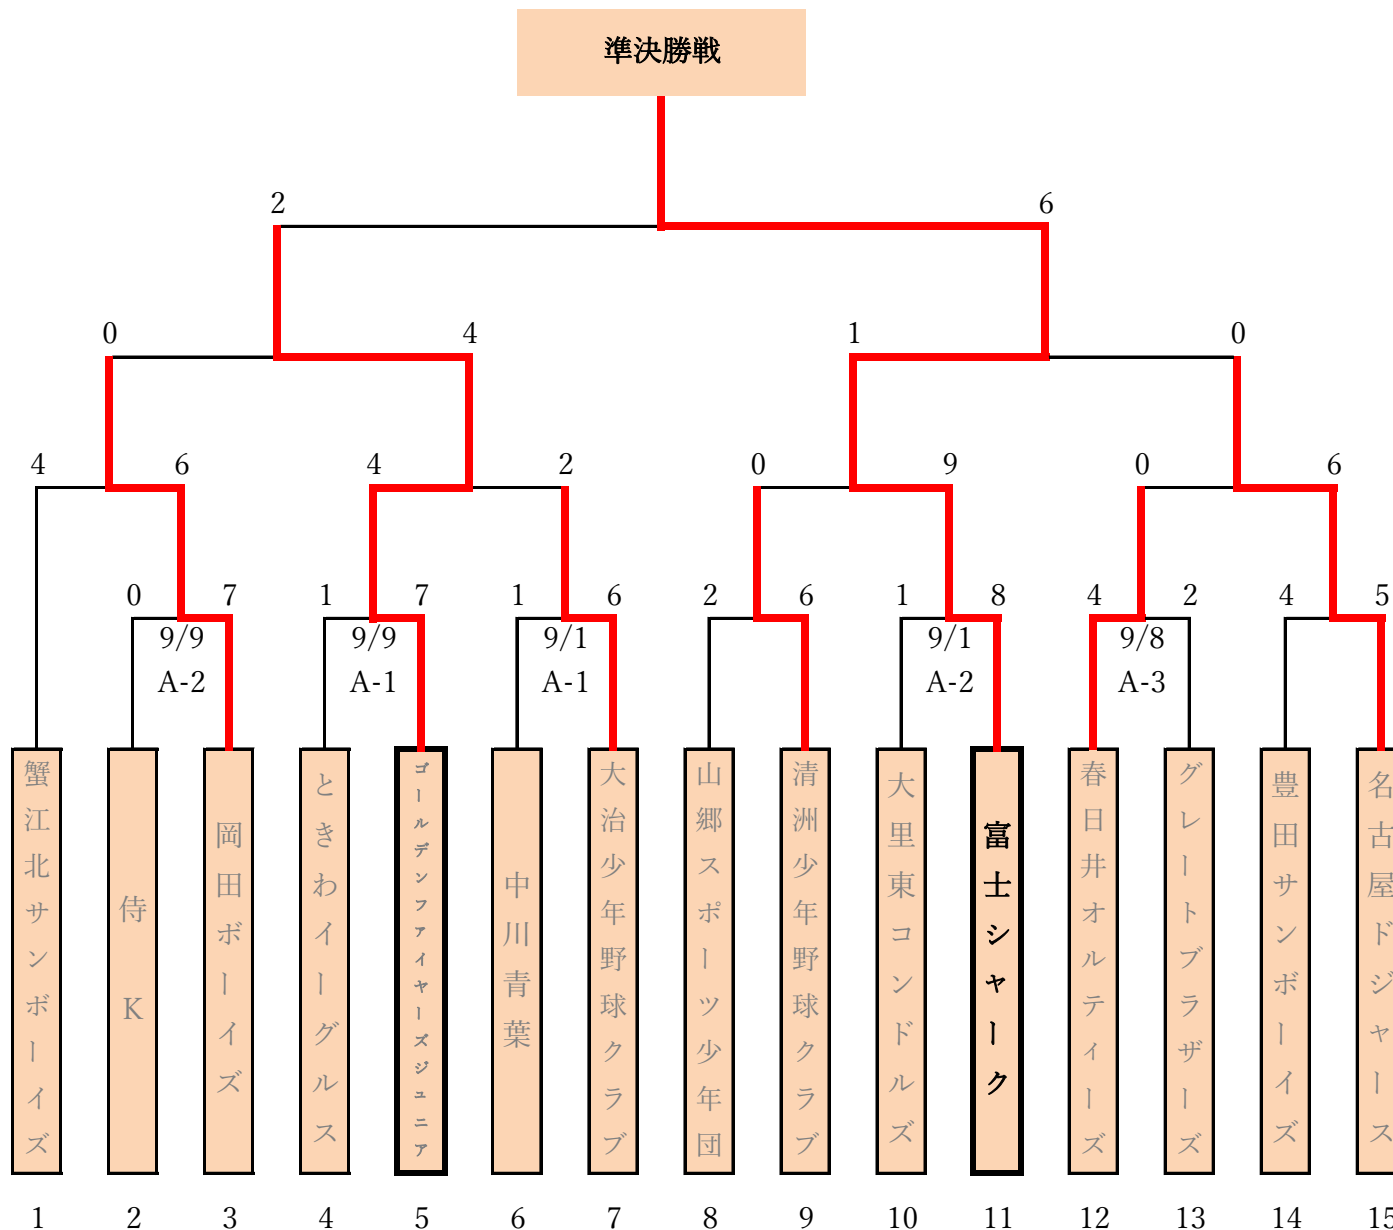 準決勝戦
2 6
0 4 1 0
4 6 4 2 0 9 0 6
0 7 1 7 1 6 2 6 1 8 4 2 4 5
9/9 9/9 9/1 9/1 9/8
A-2 A-1 A-1 A-2 A-3
蟹江北サンボーイズ
侍K
岡田ボーイズ
ときわイーグルス
ゴールデンファイヤーズジュニア
中川青葉
大治少年野球クラブ
山郷スポーツ少年団
清洲少年野球クラブ
大里東コンドルズ
富士シャーク
春日井オルティーズ
グレートブラザーズ
豊田サンボーイズ
名古屋ドジャース
1 2 3 4 5 6 7 8 9 10 11 12 13 14 15